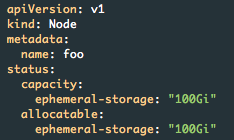 apiVersion: v1
kind: Node
metadata:
  name: foo
status:
  capacity:
    ephemeral-storage: "100Gi"
  allocatable:
    ephemeral-storage: "100Gi"